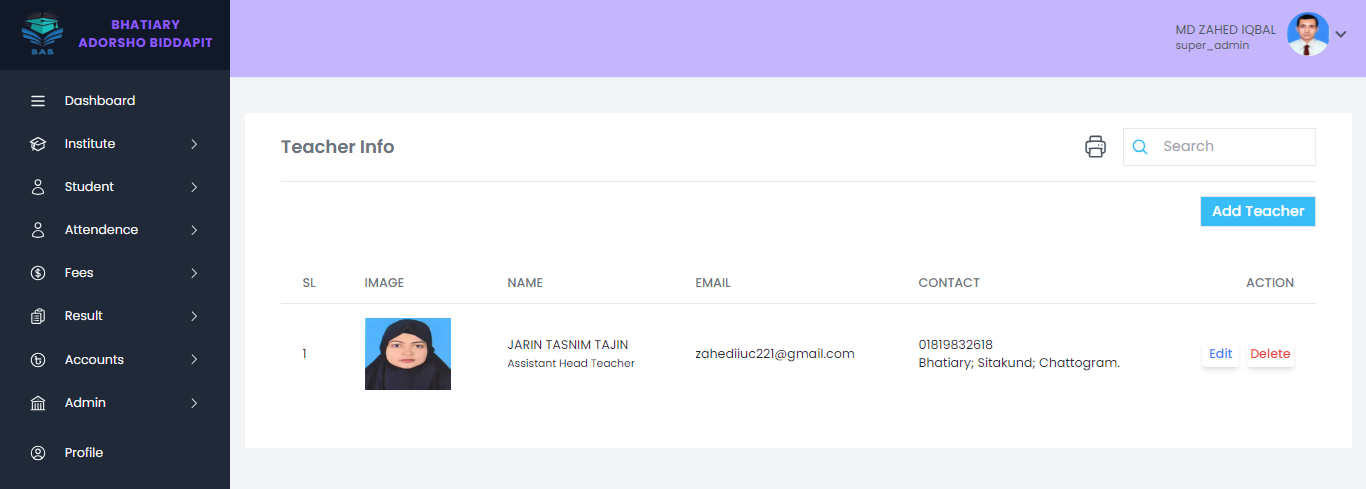 BHATIARY
ADORSHO BIDDAPIT
BAB
MD ZAHED IQBAL
super_admin
Dashboard
Institute
Student
Attendence
Fees
Result
Accounts
Admin
Profile
Teacher Info
Search
Add Teacher
SL IMAGE NAME EMAIL CONTACT ACTION
1 JARIN TASNIM TAJIN zahediiuc221@gmail.com 01819832618 Edit Delete
Assistant Head Teacher Bhatiary; Sitakund; Chattogram.